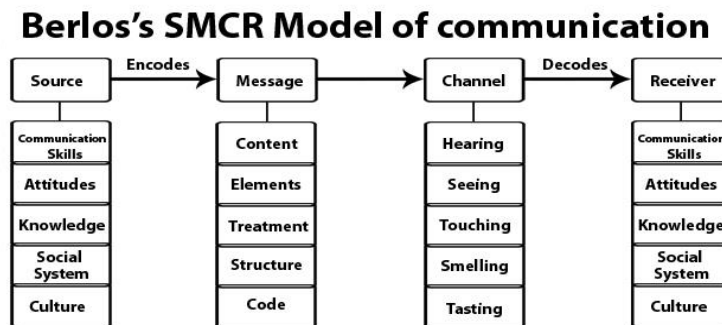 Berlos's SMCR Model of communication
Source
Encodes
Message
Channel
Decodes
Receiver
Communication
Skills
Attitudes
Knowledge
Social
System
Culture
Content
Elements
Treatment
Structure
Code
Hearing
Seeing
Touching
Smelling
Tasting
Communication
Skills
Attitudes
Knowledge
Social
System
Culture